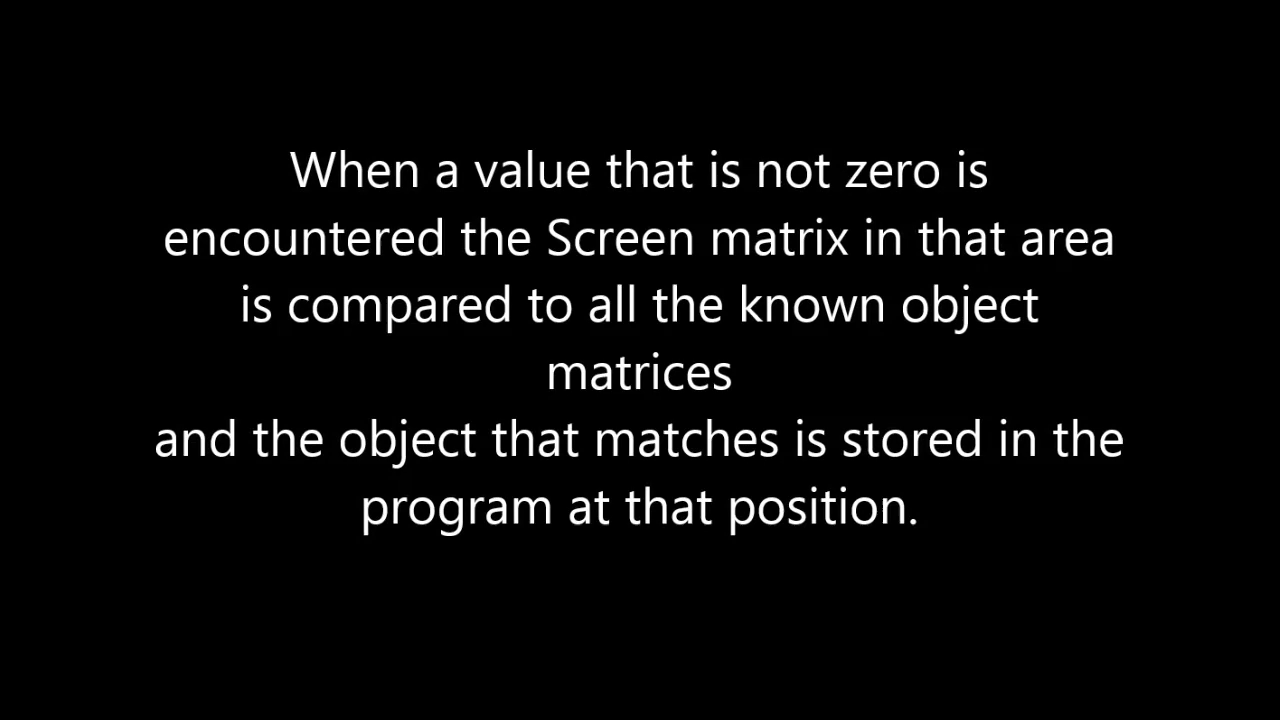 When a value that is not zero is
encountered the Screen matrix in that area
is compared to all the known object
matrices
and the object that matches is stored in the
program at that position.